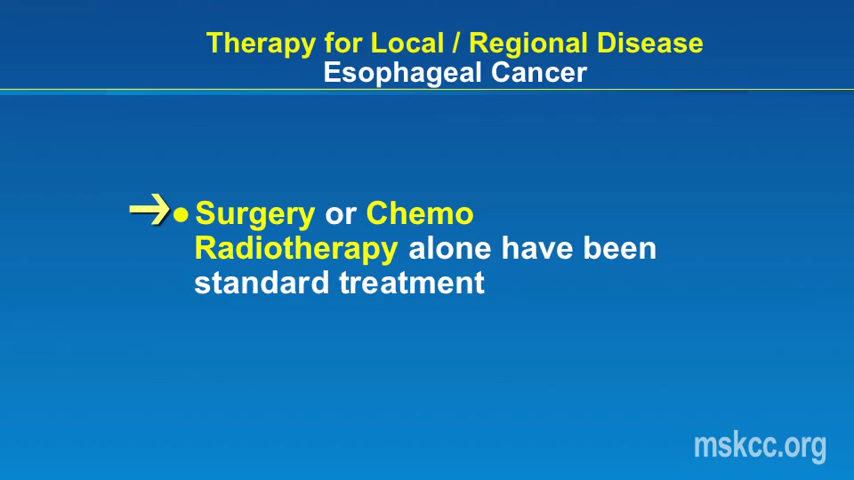 Therapy for Local / Regional Disease
Esophageal Cancer
→ • Surgery or Chemo
Radiotherapy alone have been
standard treatment
mskcc.org